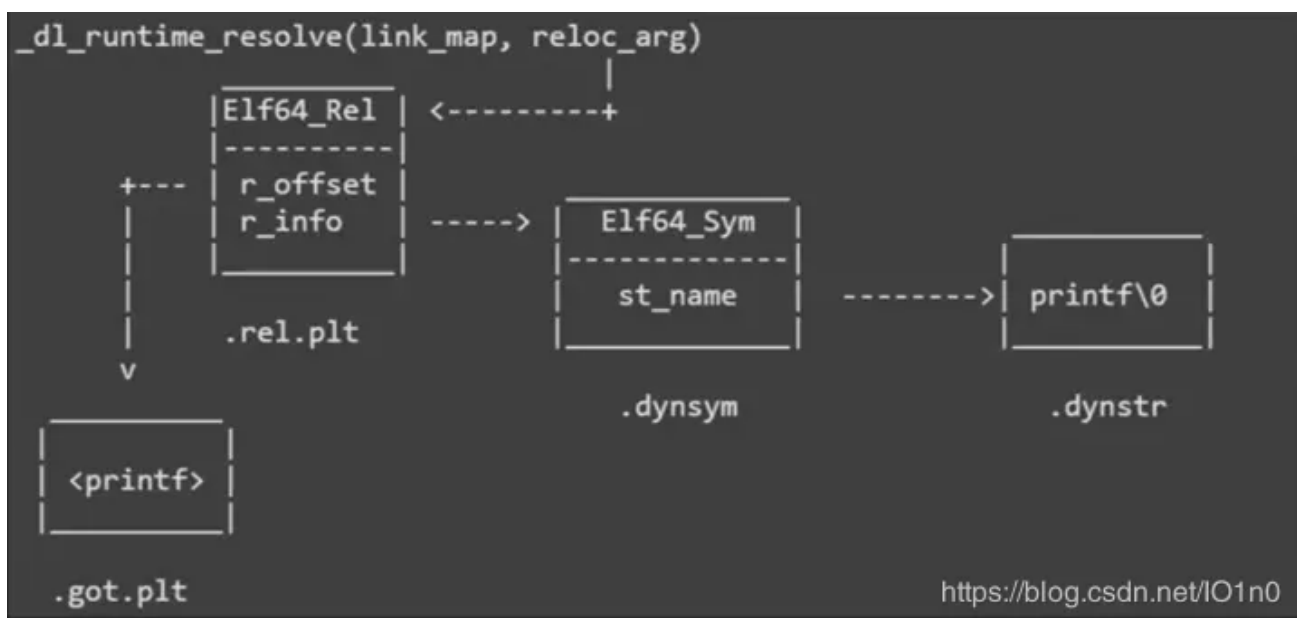 _dl_runtime_resolve(link_map, reloc_arg)
Elf64_Rel
r_offset
r_info
Elf64_Sym
st_name
printf\0
.rel.plt
.dynsym
.dynstr
<printf>
.got.plt
https://blog.csdn.net/IO1n0